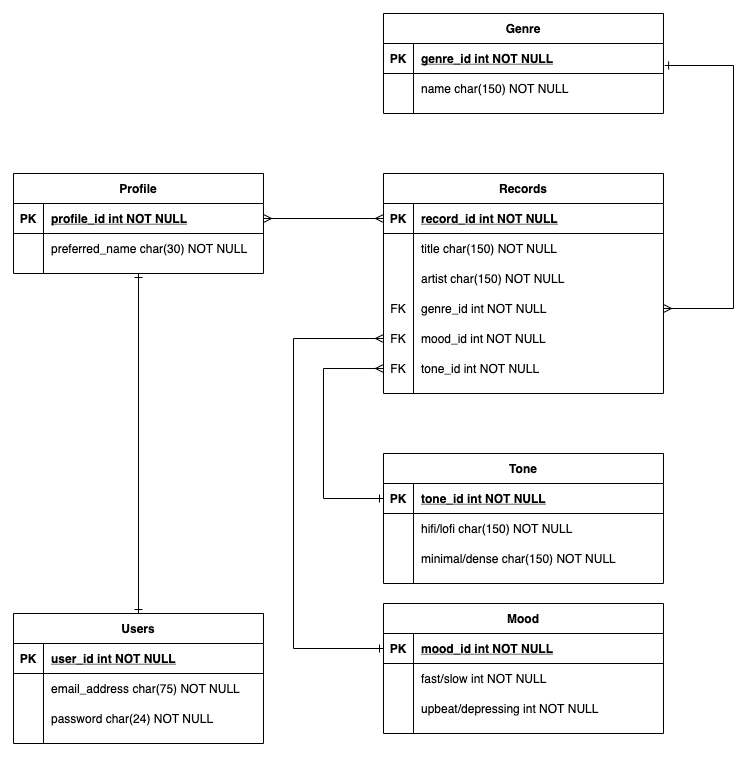 Genre
PK genre_id int NOT NULL
name char(150) NOT NULL
Profile
PK profile_id int NOT NULL
preferred_name char(30) NOT NULL
Records
PK record_id int NOT NULL
title char(150) NOT NULL
artist char(150) NOT NULL
FK genre_id int NOT NULL
FK mood_id int NOT NULL
FK tone_id int NOT NULL
Tone
PK tone_id int NOT NULL
hifi/lofi char(150) NOT NULL
minimal/dense char(150) NOT NULL
Users
PK user_id int NOT NULL
email_address char(75) NOT NULL
password char(24) NOT NULL
Mood
PK mood_id int NOT NULL
fast/slow int NOT NULL
upbeat/depressing int NOT NULL